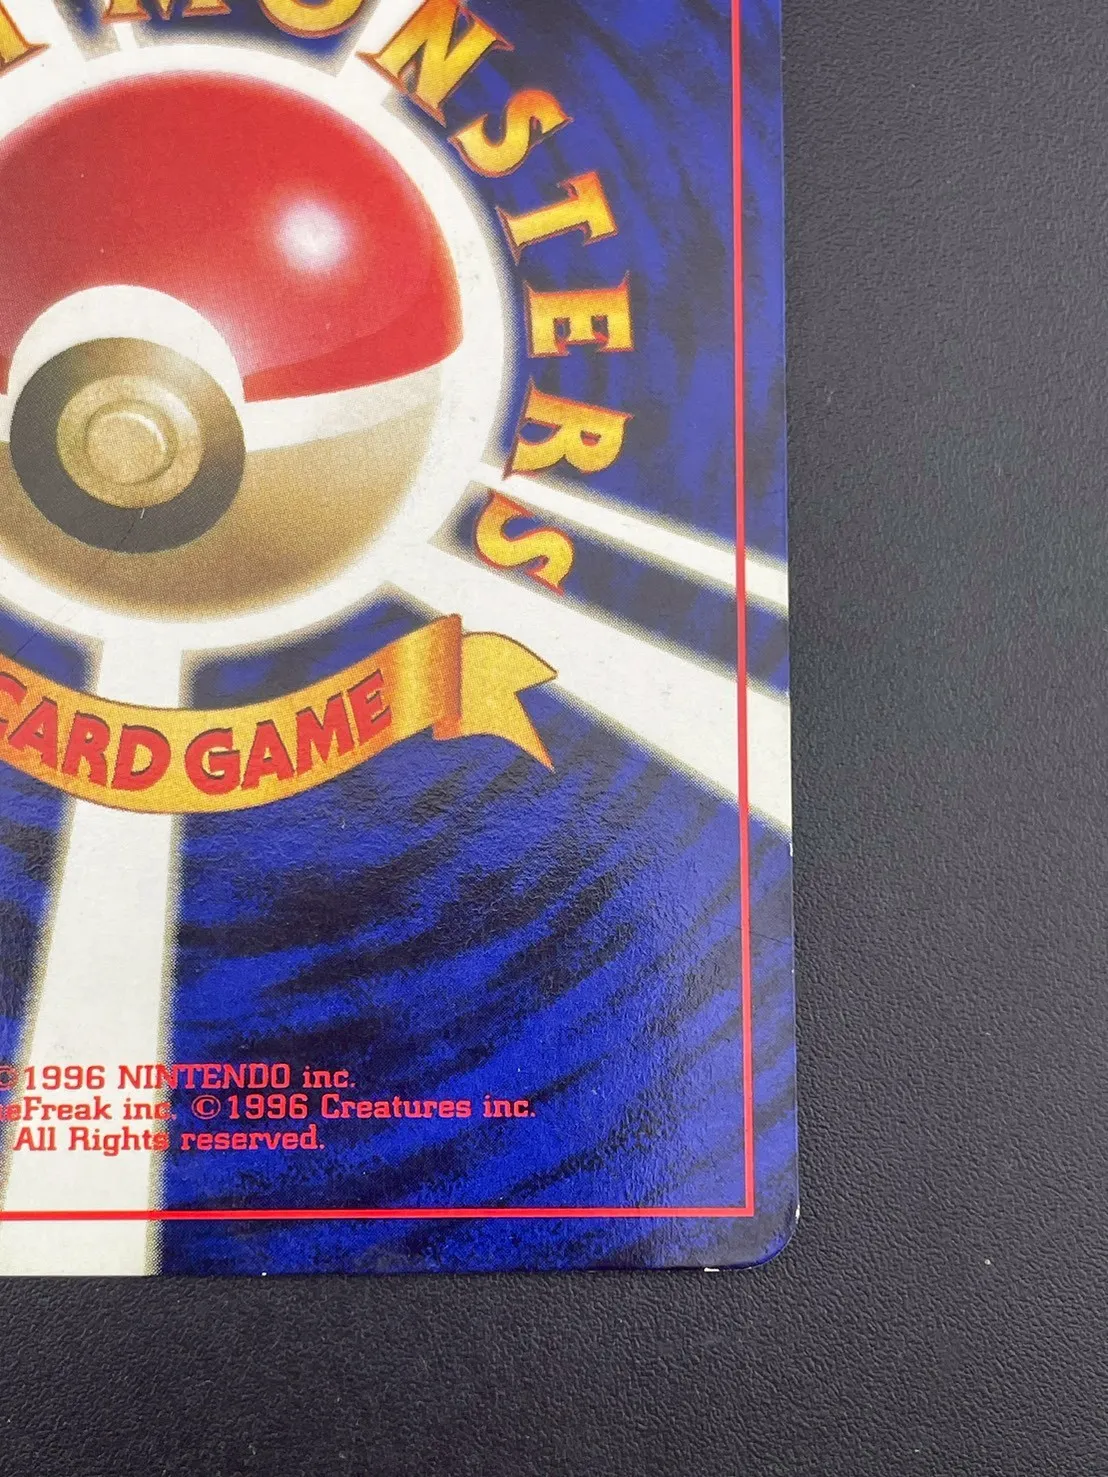 MONSTERS
CARD GAME
©1996 NINTENDO inc.
eFreak inc. ©1996 Creatures inc.
All Rights reserved.